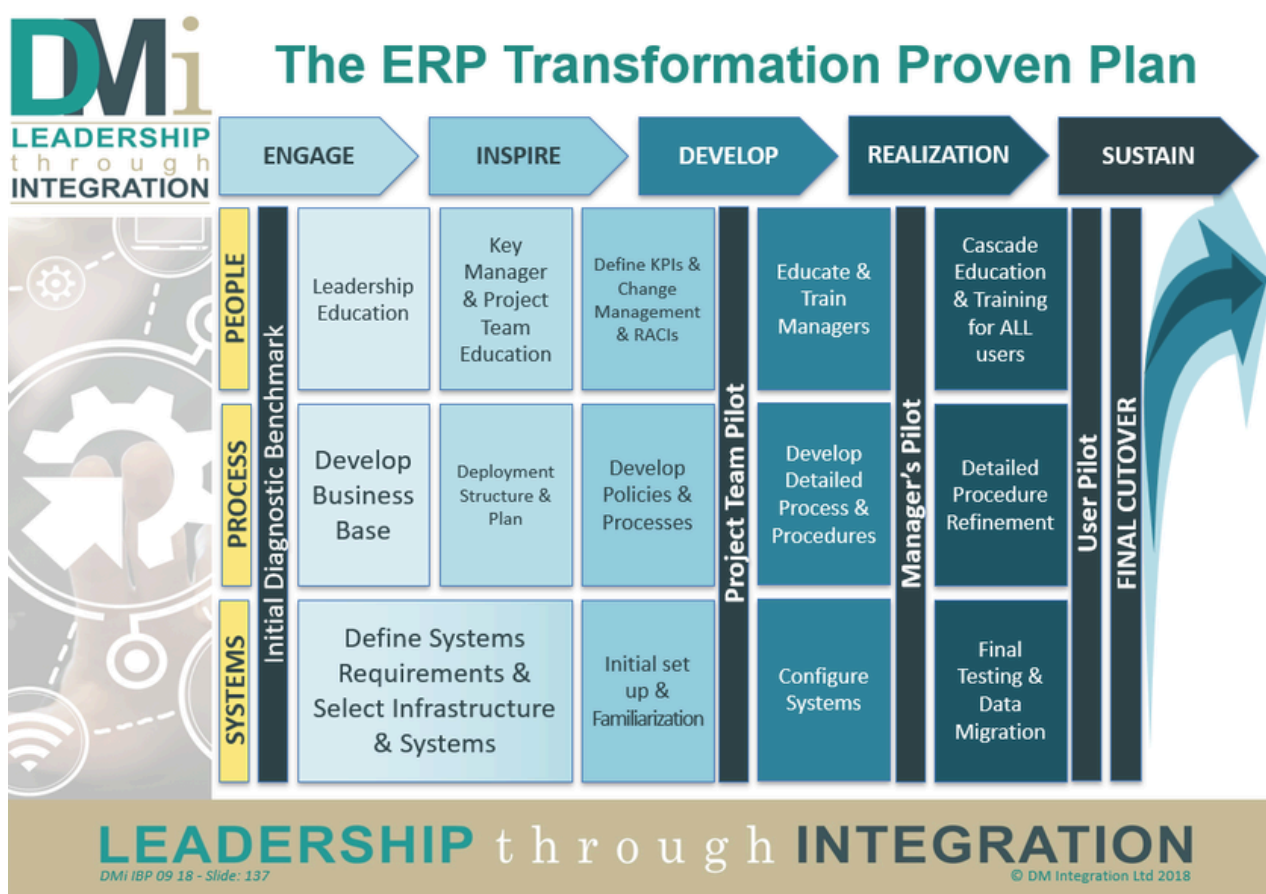 DMi
LEADERSHIP
through
INTEGRATION
The ERP Transformation Proven Plan
ENGAGE
INSPIRE
DEVELOP
REALIZATION
SUSTAIN
PEOPLE
PROCESS
SYSTEMS
Initial Diagnostic Benchmark
Leadership
Education
Key
Manager
& Project
Team
Education
Define KPIs &
Change
Management
& RACIs
Project Team Pilot
Educate &
Train
Managers
Manager's Pilot
Cascade
Education
& Training
for ALL
users
User Pilot
FINAL CUTOVER
Develop
Business
Base
Deployment
Structure &
Plan
Develop
Policies &
Processes
Develop
Detailed
Process &
Procedures
Detailed
Procedure
Refinement
Define Systems
Requirements &
Select Infrastructure
& Systems
Initial set
up &
Familiarization
Configure
Systems
Final
Testing &
Data
Migration
LEADERSHIP through INTEGRATION
DMi IBP 09 18 - Slide: 137
© DM Integration Ltd 2018